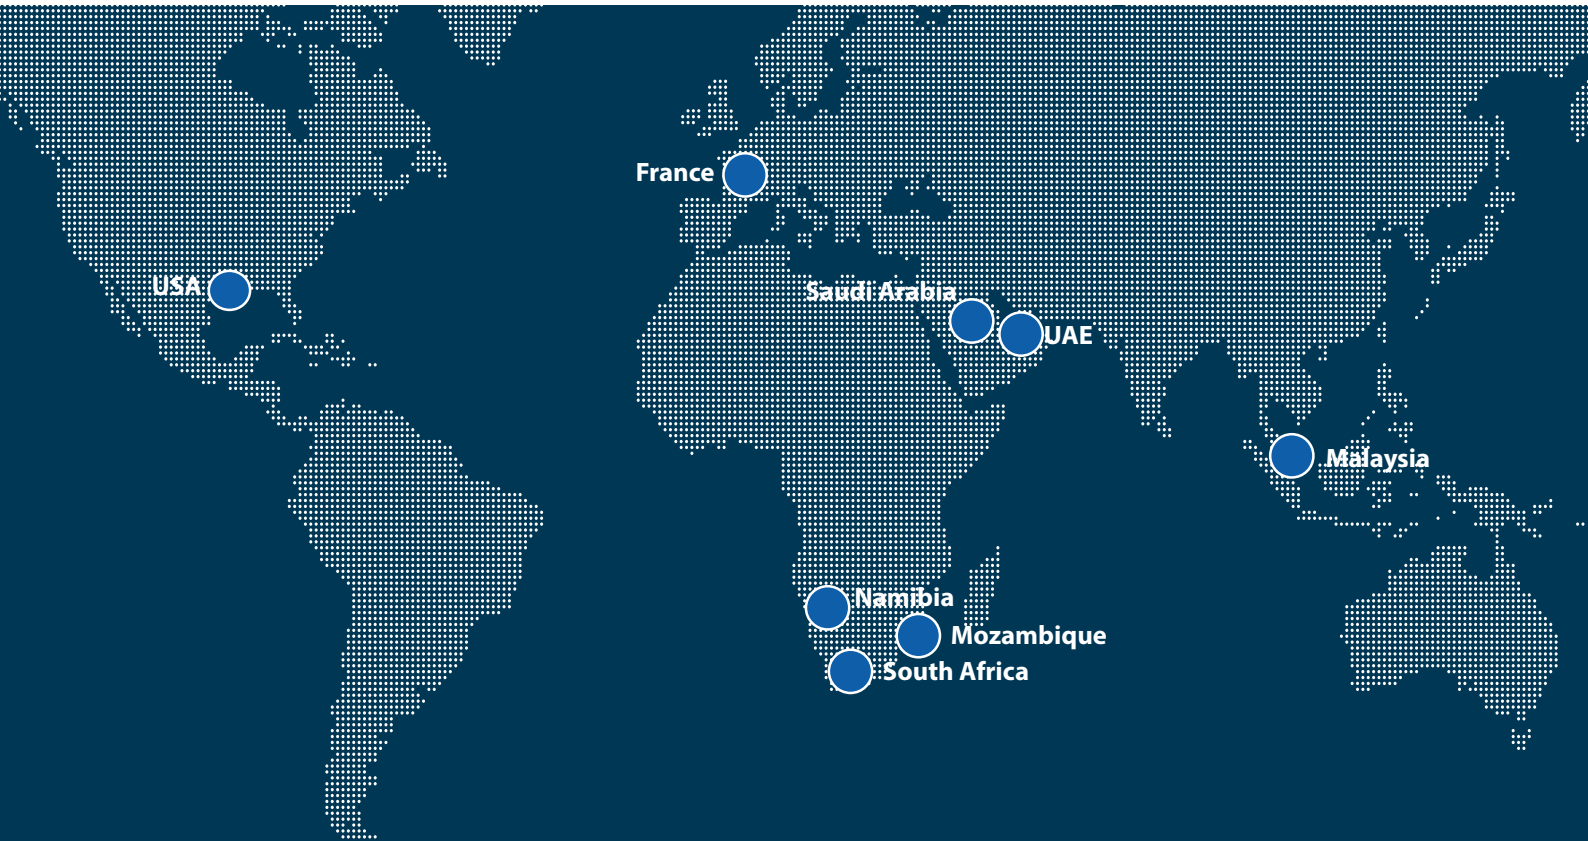 France
USA
Saudi Arabia
UAE
Malaysia
Namibia
Mozambique
South Africa